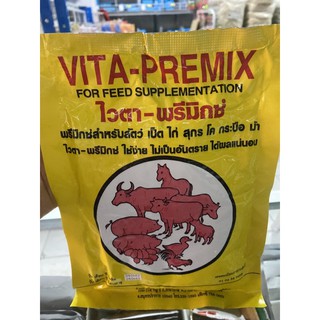 VITA-PREMIX
FOR FEED SUPPLEMENTATION
ไวตา-พรีมิกซ์
พรีมิกซ์สำหรับสัตว์ เป็ด ไก่ สุกร โค กระบือ ม้า
ไวตา-พรีมิกซ์ ใช้ง่าย ไม่เป็นอันตราย ได้ผลแน่นอน